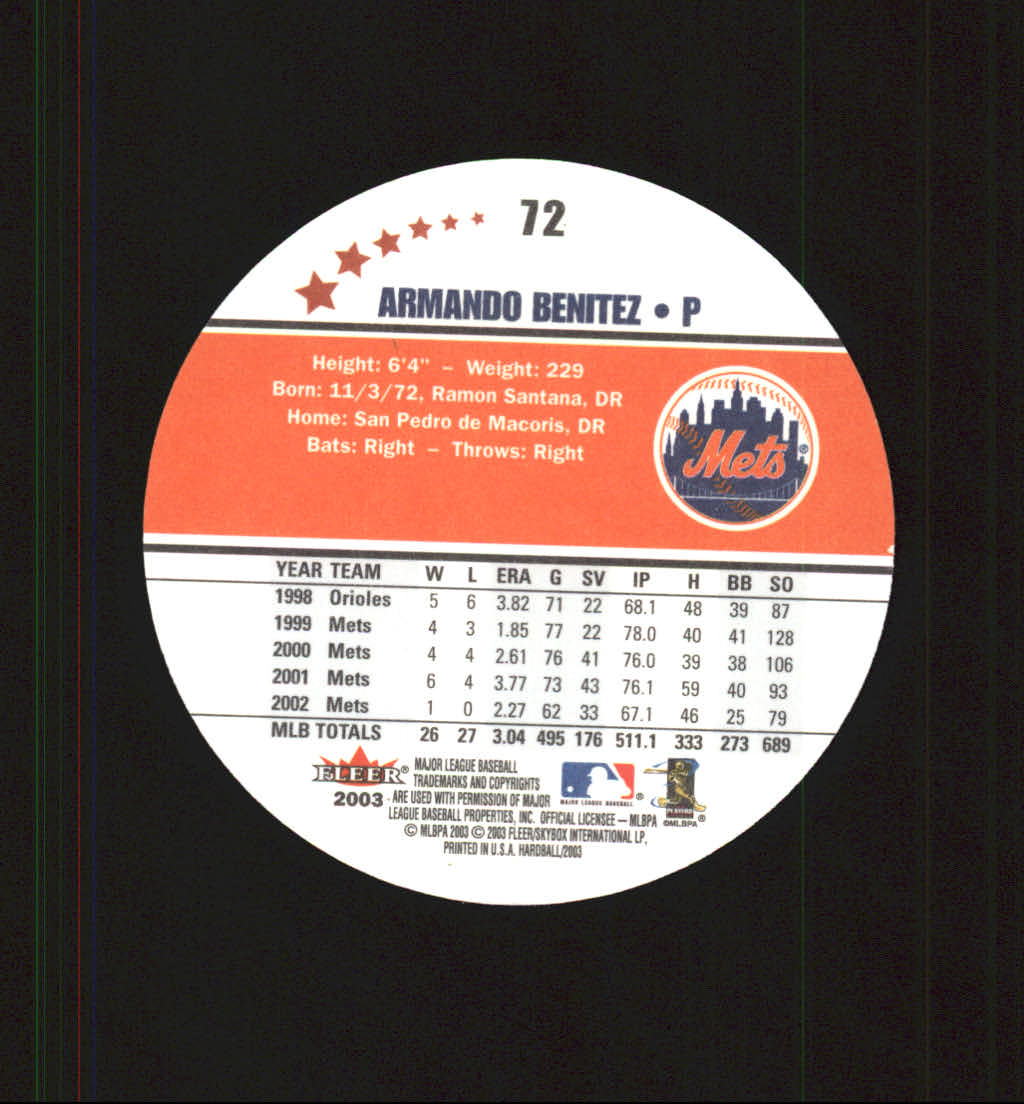 72
ARMANDO BENITEZ • P
Height: 6'4" – Weight: 229
Born: 11/3/72, Ramon Santana, DR
Home: San Pedro de Macoris, DR
Bats: Right – Throws: Right
Mets ®
YEAR TEAM W L ERA G SV IP H BB SO
1998 Orioles 5 6 3.82 71 22 68.1 48 39 87
1999 Mets 4 3 1.85 77 22 78.0 40 41 128
2000 Mets 4 4 2.61 76 41 76.0 39 38 106
2001 Mets 6 4 3.77 73 43 76.1 59 40 93
2002 Mets 1 0 2.27 62 33 67.1 46 25 79
MLB TOTALS 26 27 3.04 495 176 511.1 333 273 689
FLEER®
2003
MAJOR LEAGUE BASEBALL
TRADEMARKS AND COPYRIGHTS
ARE USED WITH PERMISSION OF MAJOR
LEAGUE BASEBALL PROPERTIES, INC. OFFICIAL LICENSEE — MLBPA
© MLBPA 2003 © 2003 FLEER/SKYBOX INTERNATIONAL LP,
PRINTED IN U.S.A. HARDBALL/2003
MAJOR LEAGUE BASEBALL ®
PLAYERS
©MLBPA ®